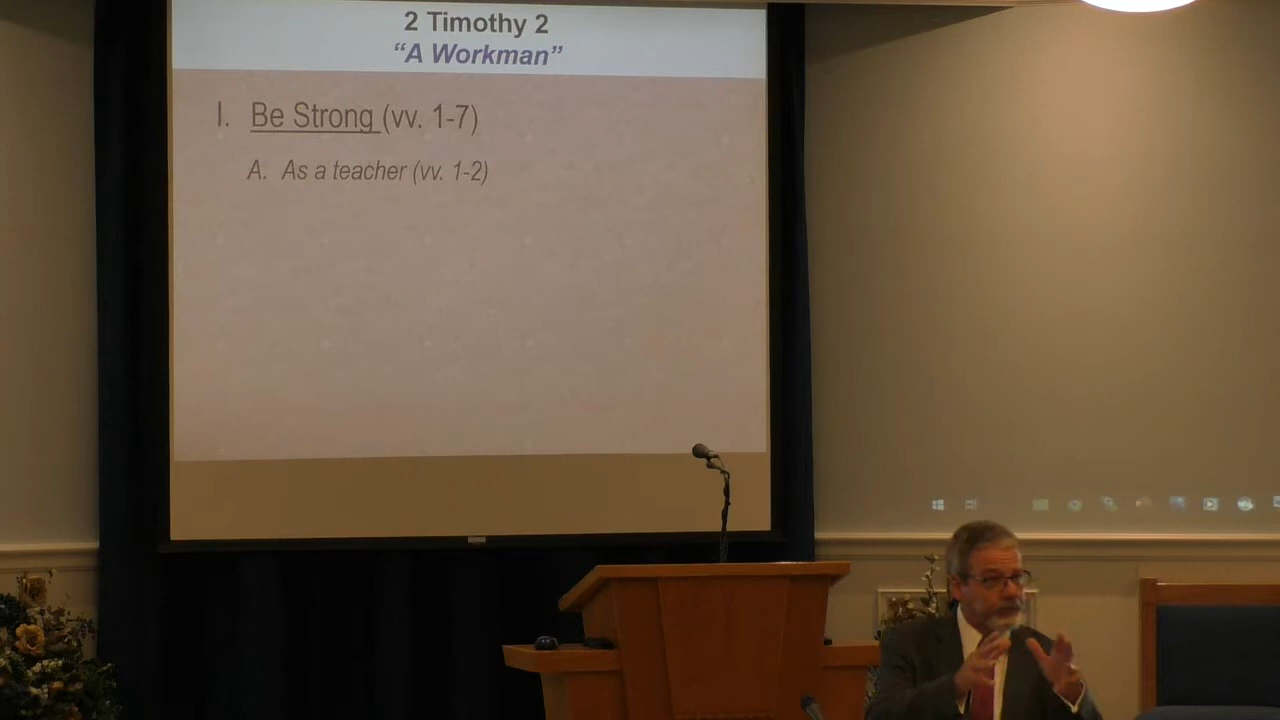 2 Timothy 2
“A Workman”
I. Be Strong (vv. 1-7)
A. As a teacher (vv. 1-2)